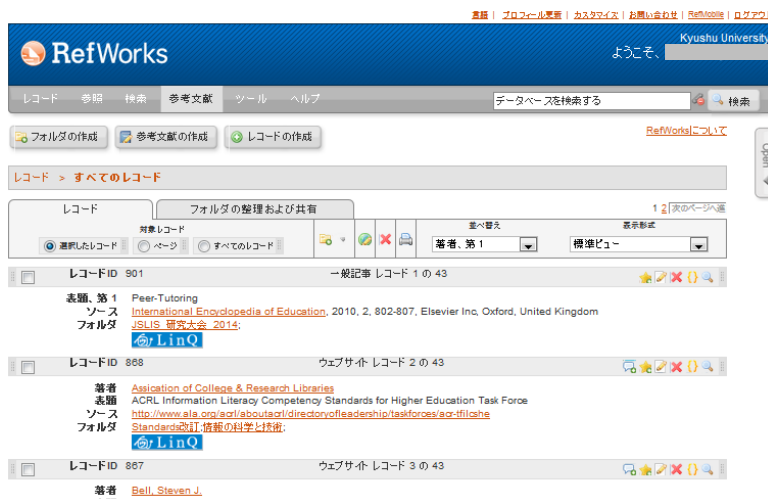 言語 | プロフィール更新 | カスタマイズ | お問い合わせ | RefMobile | ログアウ
RefWorks
Kyushu University
ようこそ、
レコード 参照 検索 参考文献 ツール ヘルプ データベースを検索する 検索
フォルダの作成 参考文献の作成 レコードの作成 RefWorksについて
Open
レコード > すべてのレコード
レコード フォルダの整理および共有 1 2 次のページへ進
対象レコード 並べ替え 表示形式
選択したレコード ページ すべてのレコード 著者、第 1 標準ビュー
レコードID 901 一般記事 レコード 1 の 43
表題、第 1 Peer-Tutoring
ソース International Encyclopedia of Education, 2010, 2, 802-807, Elsevier Inc, Oxford, United Kingdom
フォルダ JSLIS 研究大会 2014;
LinQ
レコードID 868 ウェブサイト レコード 2 の 43
著者 Assication of College & Research Libraries
表題 ACRL Information Literacy Competency Standards for Higher Education Task Force
ソース http://www.ala.org/acrl/aboutacrl/directoryofleadership/taskforces/acr-tfilcshe
フォルダ Standards改訂;情報の科学と技術;
LinQ
レコードID 867 ウェブサイト レコード 3 の 43
著者 Bell, Steven J.